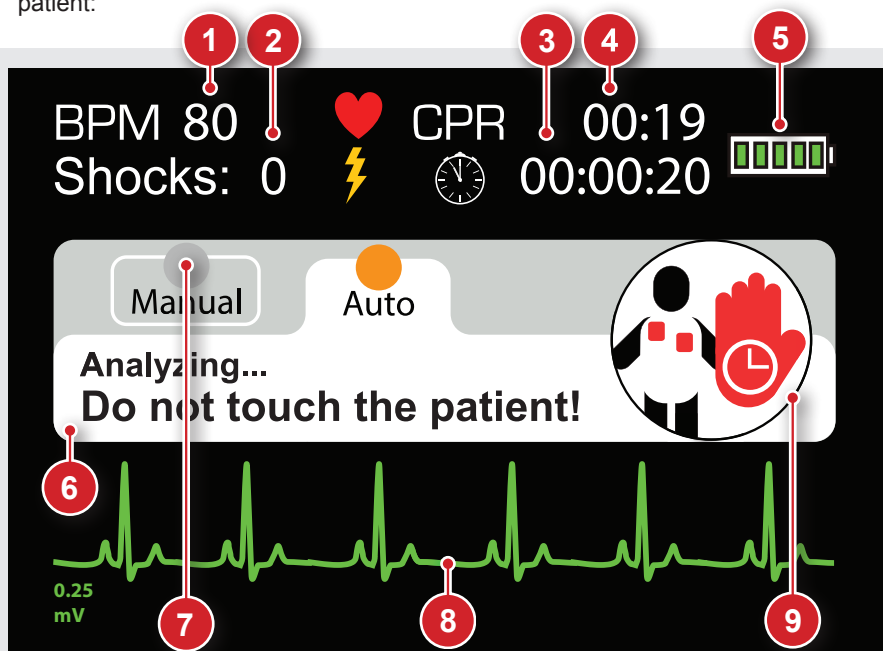 patient:
1 2 3 4 5
BPM 80 CPR 00:19
Shocks: 0 00:00:20
Manual Auto
Analyzing...
Do not touch the patient!
6
0.25
mV
7 8 9